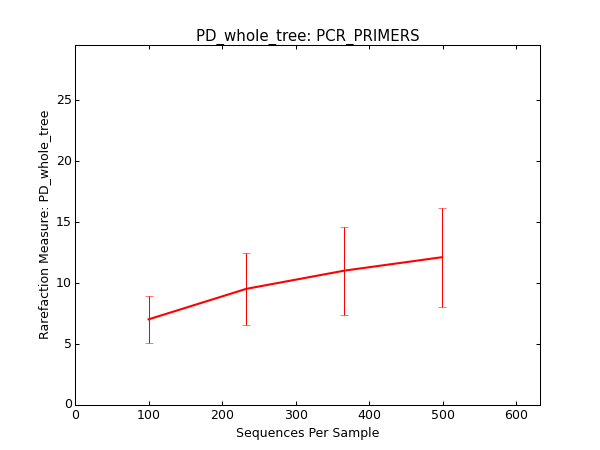 PD_whole_tree: PCR_PRIMERS
Rarefaction Measure: PD_whole_tree
25
20
15
10
5
0
0 100 200 300 400 500 600
Sequences Per Sample